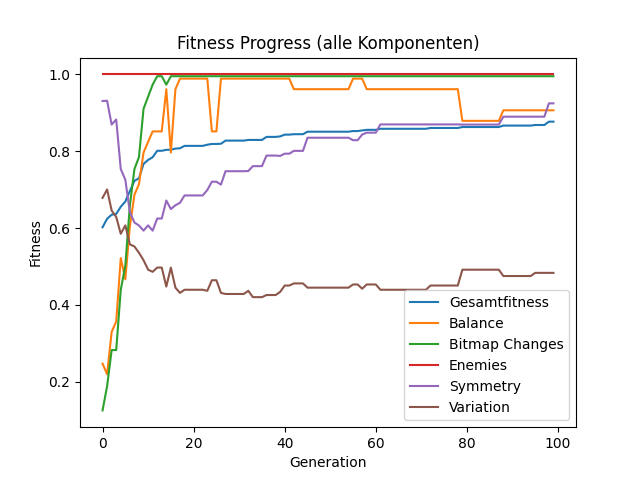 Fitness Progress (alle Komponenten)
1.0
0.8
0.6
0.4
0.2
Fitness
0 20 40 60 80 100
Generation
Gesamtfitness
Balance
Bitmap Changes
Enemies
Symmetry
Variation